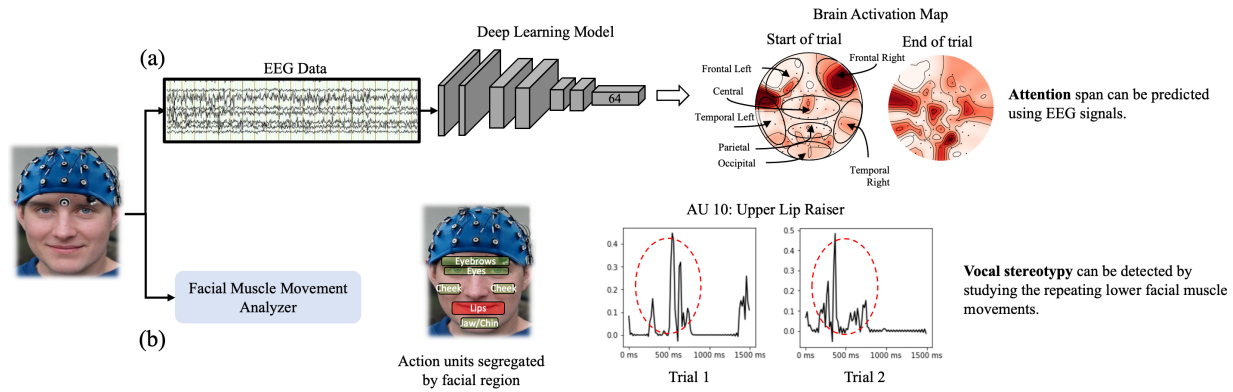 (a)
EEG Data
Deep Learning Model
64
Brain Activation Map
Start of trial
End of trial
Frontal Left
Frontal Right
Central
Temporal Left
Parietal
Occipital
Temporal
Right
Attention span can be predicted
using EEG signals.
(b)
Facial Muscle Movement
Analyzer
Eyebrows
Eyes
Cheek
Cheek
Lips
Jaw/Chin
Action units segregated
by facial region
AU 10: Upper Lip Raiser
0.4
0.3
0.2
0.1
0.0
0 ms
500 ms
1000 ms
1500 ms
Trial 1
0.5
0.4
0.3
0.2
0.1
0.0
0 ms
500 ms
1000 ms
1500 ms
Trial 2
Vocal stereotypy can be detected by
studying the repeating lower facial muscle
movements.